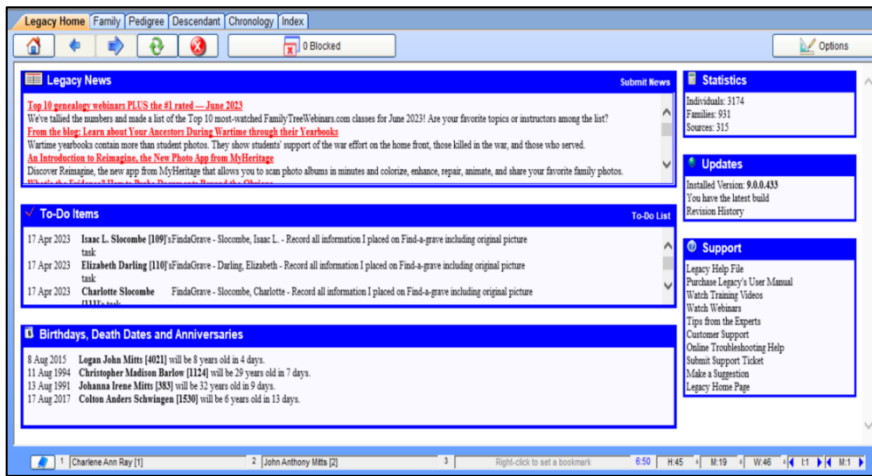 Legacy Home Family Pedigree Descendant Chronology Index
0 Blocked
Options
Legacy News Submit News
Top 10 genealogy webinars PLUS the #1 rated — June 2023
We've tallied the numbers and made a list of the Top 10 most-watched FamilyTreeWebinars.com classes for June 2023! Are your favorite topics or instructors among the list?
From the blog: Learn about Your Ancestors During Wartime through their Yearbooks
Wartime yearbooks contain more than student photos. They show students' support of the war effort on the home front, those killed in the war, and those who served.
An Introduction to Reimagine, the New Photo App from MyHeritage
Discover Reimagine, the new app from MyHeritage that allows you to scan photo albums in minutes and colorize, enhance, repair, animate, and share your favorite family photos.
What's the Evidence? How to Probe Documents Beyond the Obvious
To-Do Items To-Do List
17 Apr 2023 Isaac L. Slocombe [109]'s FindaGrave - Slocombe, Isaac L. - Record all information I placed on Find-a-grave including original picture
task
17 Apr 2023 Elizabeth Darling [110]'s FindaGrave - Darling, Elizabeth - Record all information I placed on Find-a-grave including original picture
task
17 Apr 2023 Charlotte Slocombe FindaGrave - Slocombe, Charlotte - Record all information I placed on Find-a-grave including original picture
[111]'s task
Birthdays, Death Dates and Anniversaries
8 Aug 2015 Logan John Mitts [4021] will be 8 years old in 4 days.
11 Aug 1994 Christopher Madison Barlow [1124] will be 29 years old in 7 days.
13 Aug 1991 Johanna Irene Mitts [383] will be 32 years old in 9 days.
17 Aug 2017 Colton Anders Schwingen [1530] will be 6 years old in 13 days.
Statistics
Individuals: 3174
Families: 931
Sources: 315
Updates
Installed Version: 9.0.0.433
You have the latest build
Revision History
Support
Legacy Help File
Purchase Legacy's User Manual
Watch Training Videos
Watch Webinars
Tips from the Experts
Customer Support
Online Troubleshooting Help
Submit Support Ticket
Make a Suggestion
Legacy Home Page
1 Charlene Ann Ray [1] 2 John Anthony Mitts [2] 3 Right-click to set a bookmark 6:50 H:45 M:19 W:46 I:1 M:1